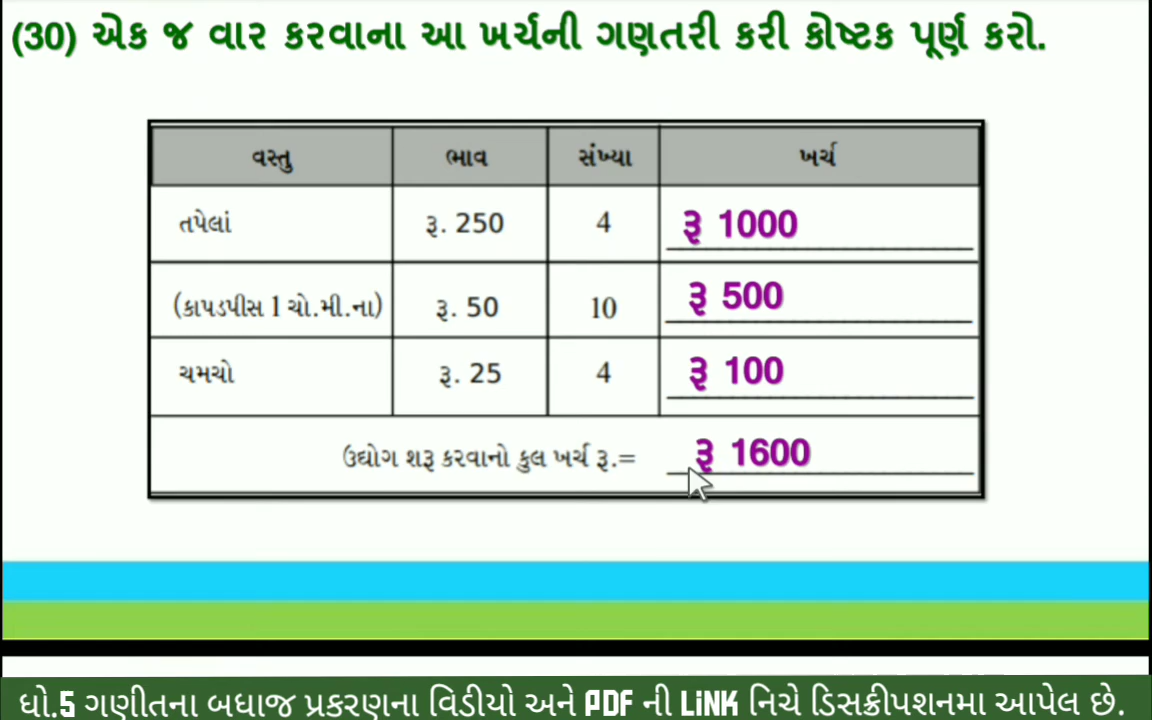 (30) એક જ વાર કરવાના આ ખર્ચની ગણતરી કરી કોષ્ટક પૂર્ણ કરો.
વસ્તુ ભાવ સંખ્યા ખર્ચ
તપેલાં રૂ. 250 4 રૂ 1000
(કાપડપીસ 1 ચો.મી.ના) રૂ. 50 10 રૂ 500
ચમચો રૂ. 25 4 રૂ 100
ઉદ્યોગ શરૂ કરવાનો કુલ ખર્ચ રૂ.= રૂ 1600
ધો.5 ગણીતના બધાજ પ્રકરણના વિડીયો અને PDF ની LiNK નિચે ડિસક્રીપશનમા આપેલ છે.